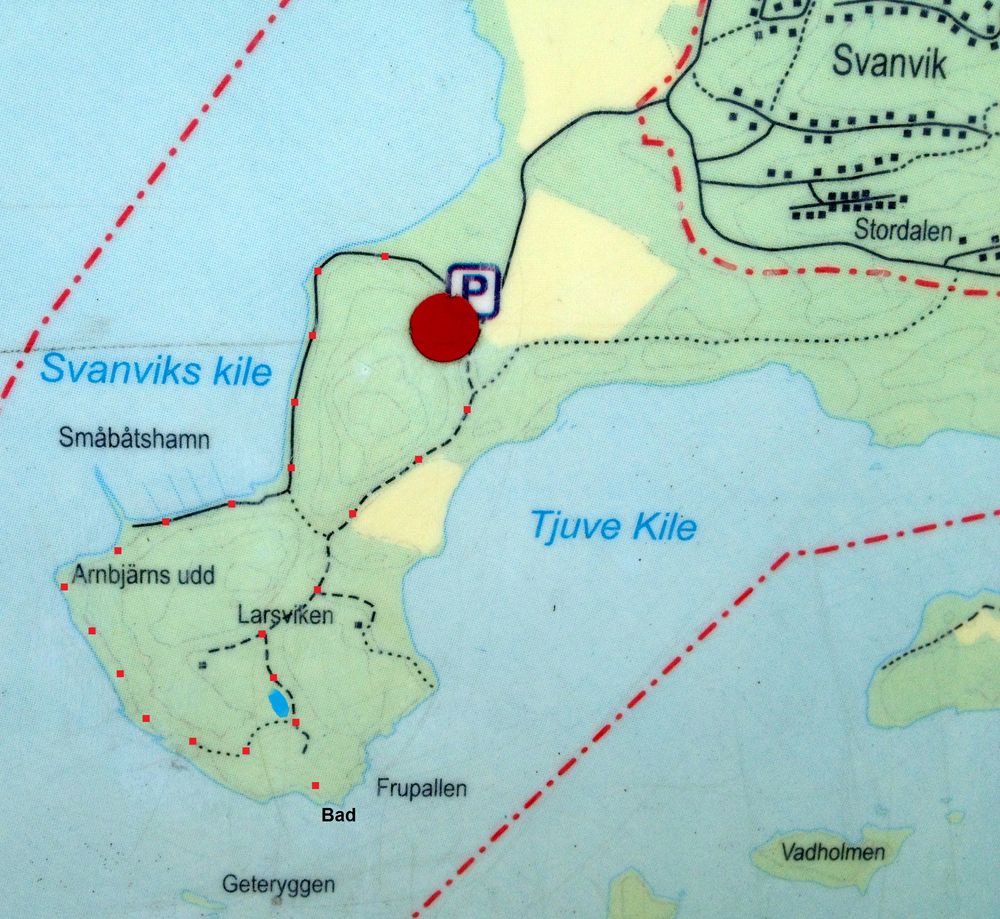 Svanvik
Stordalen
P
Svanviks kile
Småbåtshamn
Tjuve Kile
Arnbjärns udd
Larsviken
Frupallen
Bad
Vadholmen
Geteryggen